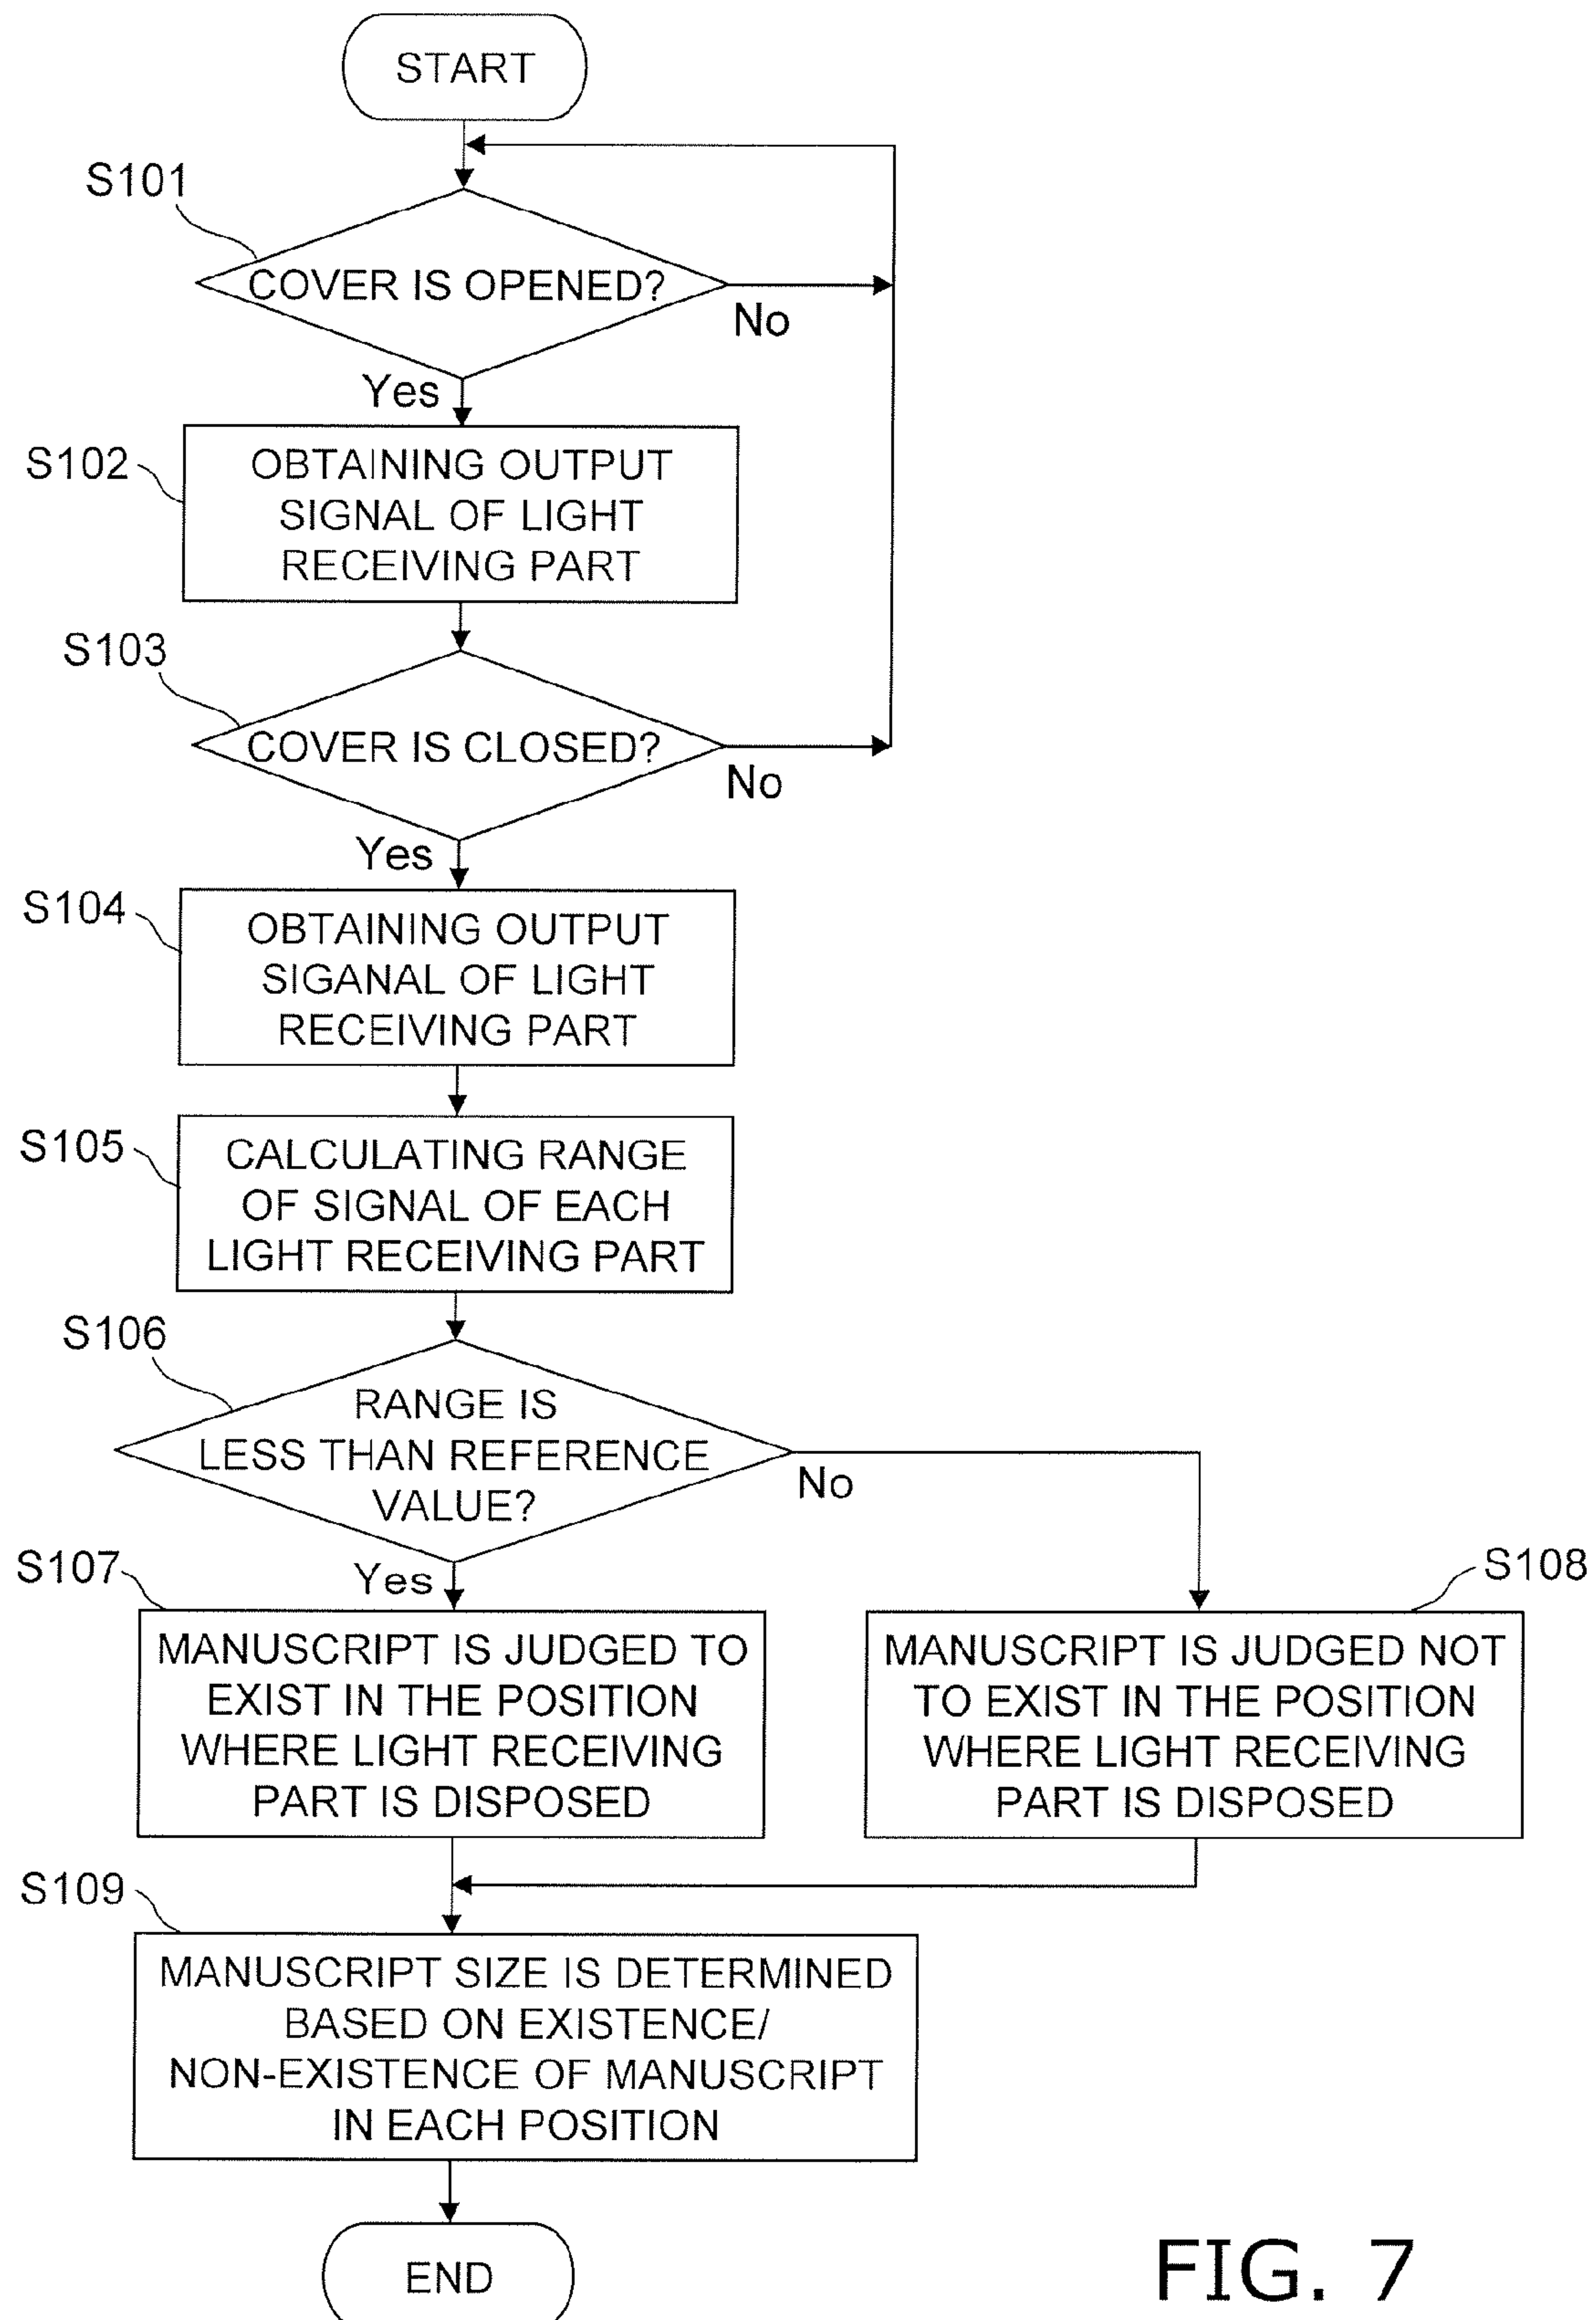 START
S101
COVER IS OPENED?
No
Yes
S102
OBTAINING OUTPUT
SIGNAL OF LIGHT
RECEIVING PART
S103
COVER IS CLOSED?
No
Yes
S104
OBTAINING OUTPUT
SIGANAL OF LIGHT
RECEIVING PART
S105
CALCULATING RANGE
OF SIGNAL OF EACH
LIGHT RECEIVING PART
S106
RANGE IS
LESS THAN REFERENCE
VALUE?
No
Yes
S107
MANUSCRIPT IS JUDGED TO
EXIST IN THE POSITION
WHERE LIGHT RECEIVING
PART IS DISPOSED
S108
MANUSCRIPT IS JUDGED NOT
TO EXIST IN THE POSITION
WHERE LIGHT RECEIVING
PART IS DISPOSED
S109
MANUSCRIPT SIZE IS DETERMINED
BASED ON EXISTENCE/
NON-EXISTENCE OF MANUSCRIPT
IN EACH POSITION
END
FIG. 7